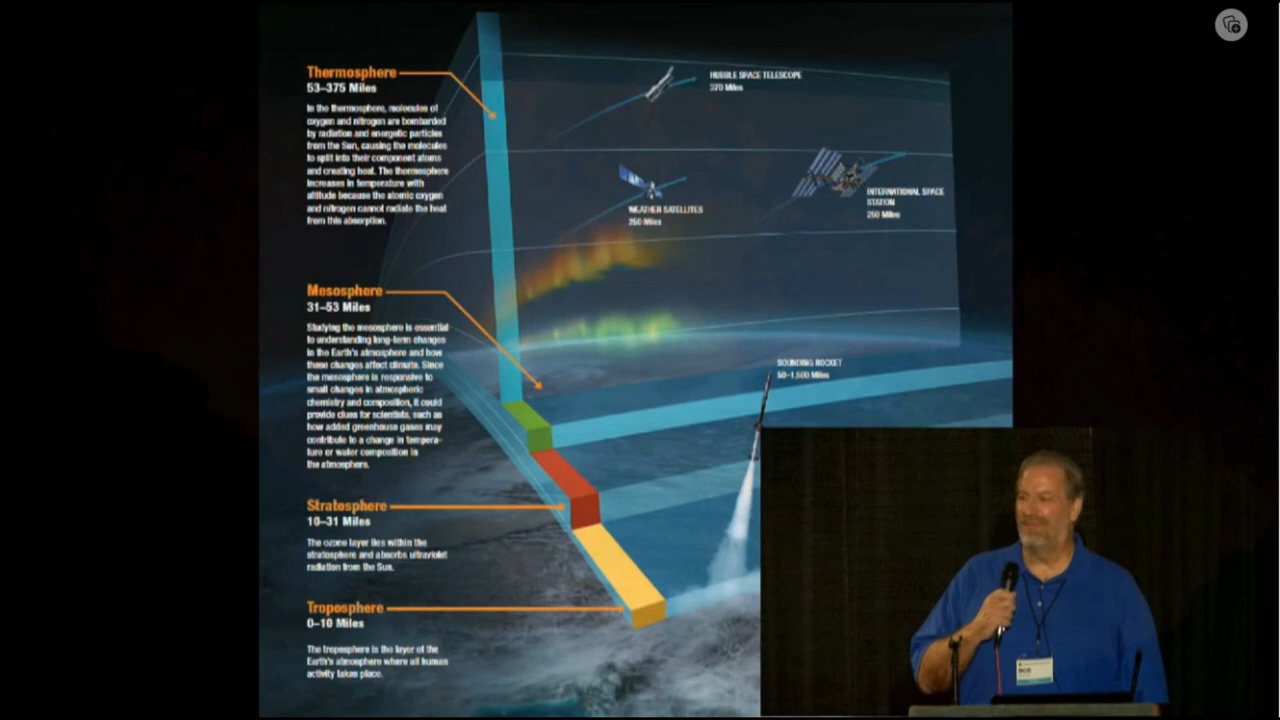 Thermosphere
53–375 Miles
In the thermosphere, molecules of
oxygen and nitrogen are bombarded
by radiation and energetic particles
from the Sun, causing the molecules
to split into their component atoms
and creating heat. The thermosphere
increases in temperature with
altitude because the atomic oxygen
and nitrogen cannot radiate the heat
from this absorption.
HUBBLE SPACE TELESCOPE
370 Miles
INTERNATIONAL SPACE
STATION
250 Miles
WEATHER SATELLITES
250 Miles
Mesosphere
31–53 Miles
Studying the mesosphere is essential
to understanding long-term changes
in the Earth's atmosphere and how
these changes affect climate. Since
the mesosphere is responsive to
small changes in atmospheric
chemistry and composition, it could
provide clues for scientists, such as
how added greenhouse gases may
contribute to a change in tempera-
ture or water composition in
the atmosphere.
SOUNDING ROCKET
50–1,500 Miles
Stratosphere
10–31 Miles
The ozone layer lies within the
stratosphere and absorbs ultraviolet
radiation from the Sun.
Troposphere
0–10 Miles
The troposphere is the layer of the
Earth's atmosphere where all human
activity takes place.